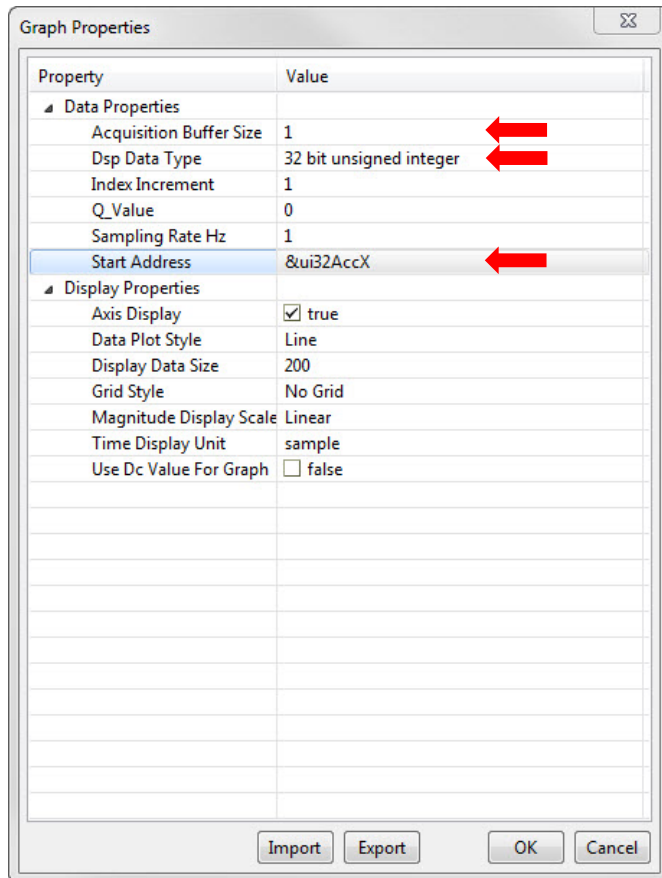 Graph Properties
Property Value
Data Properties
Acquisition Buffer Size 1
Dsp Data Type 32 bit unsigned integer
Index Increment 1
Q_Value 0
Sampling Rate Hz 1
Start Address &ui32AccX
Display Properties
Axis Display true
Data Plot Style Line
Display Data Size 200
Grid Style No Grid
Magnitude Display Scale Linear
Time Display Unit sample
Use Dc Value For Graph false
Import Export OK Cancel